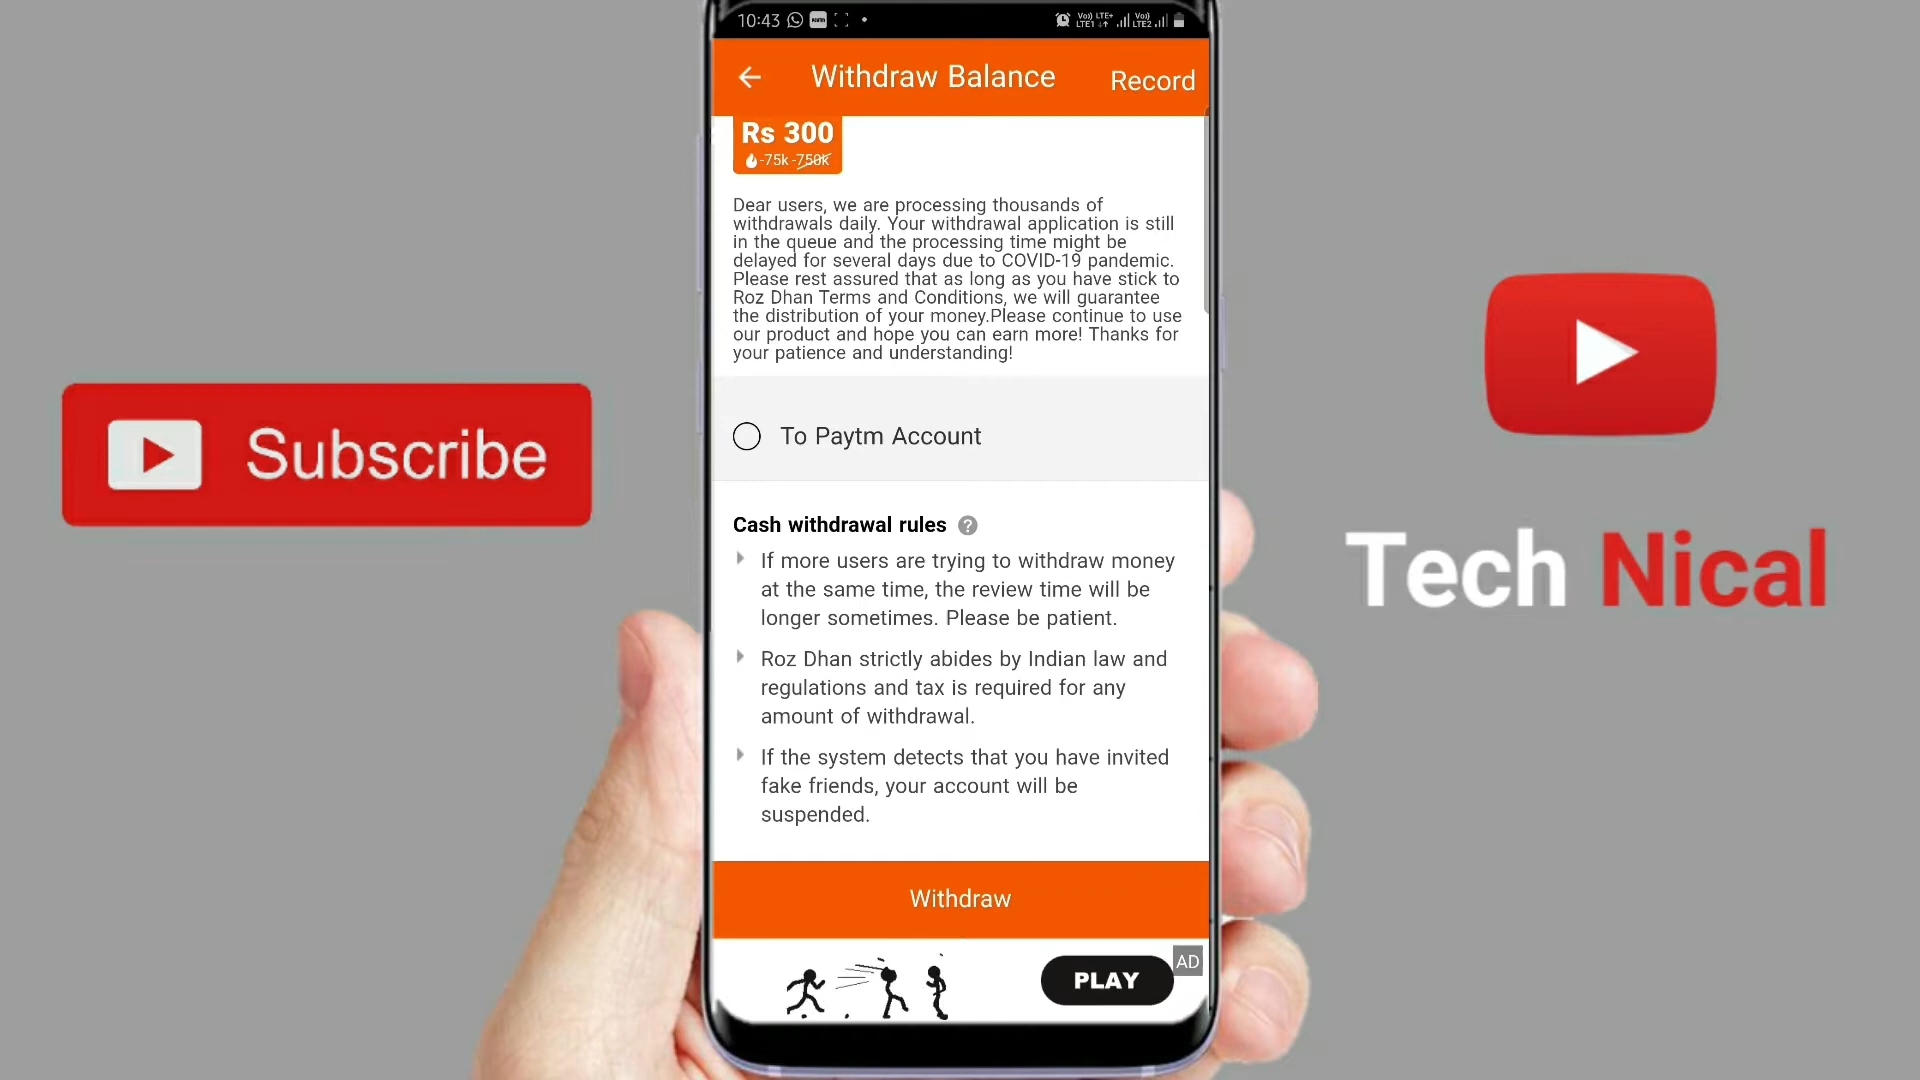 10:43
Vo)) LTE+
LTE1
Vo))
LTE2
Withdraw Balance
Record
Rs 300
-75k -750K
Dear users, we are processing thousands of
withdrawals daily. Your withdrawal application is still
in the queue and the processing time might be
delayed for several days due to COVID-19 pandemic.
Please rest assured that as long as you have stick to
Roz Dhan Terms and Conditions, we will guarantee
the distribution of your money.Please continue to use
our product and hope you can earn more! Thanks for
your patience and understanding!
To Paytm Account
Cash withdrawal rules ?
If more users are trying to withdraw money
at the same time, the review time will be
longer sometimes. Please be patient.
Roz Dhan strictly abides by Indian law and
regulations and tax is required for any
amount of withdrawal.
If the system detects that you have invited
fake friends, your account will be
suspended.
Withdraw
AD
PLAY
Subscribe
Tech Nical